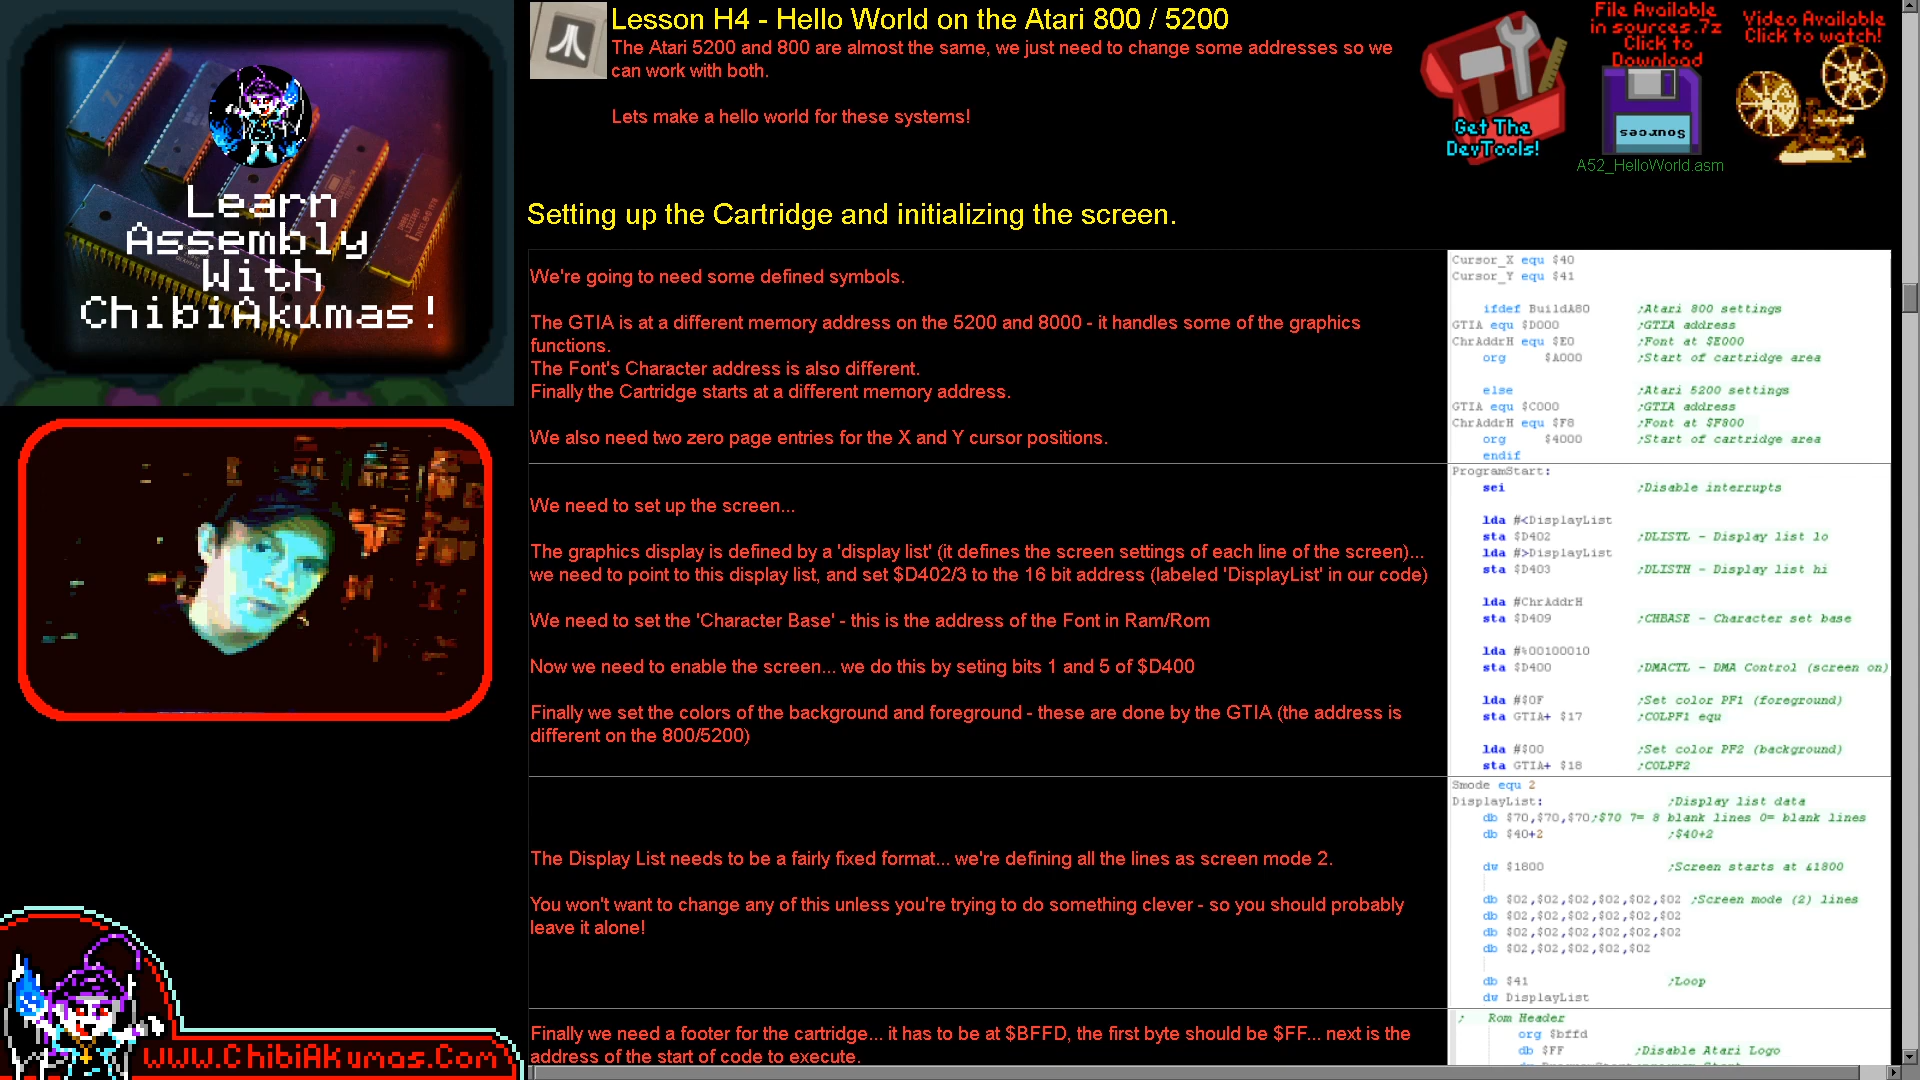 Learn
Assembly
With
ChibiAkumas!
www.ChibiAkumas.Com
Lesson H4 - Hello World on the Atari 800 / 5200
The Atari 5200 and 800 are almost the same, we just need to change some addresses so we
can work with both.
Lets make a hello world for these systems!
Get The
DevTools!
File Available
in sources.7z
Click to
Download
Sources
A52_HelloWorld.asm
Video Available
Click to watch!
Setting up the Cartridge and initializing the screen.
We're going to need some defined symbols.
The GTIA is at a different memory address on the 5200 and 8000 - it handles some of the graphics
functions.
The Font's Character address is also different.
Finally the Cartridge starts at a different memory address.
We also need two zero page entries for the X and Y cursor positions.
Cursor_X equ $40
Cursor_Y equ $41
ifdef BuildA80 ;Atari 800 settings
GTIA equ $D000 ;GTIA address
ChrAddrH equ $E0 ;Font at $E000
org $A000 ;Start of cartridge area
else ;Atari 5200 settings
GTIA equ $C000 ;GTIA address
ChrAddrH equ $F8 ;Font at $F800
org $4000 ;Start of cartridge area
endif
We need to set up the screen...
The graphics display is defined by a 'display list' (it defines the screen settings of each line of the screen)...
we need to point to this display list, and set $D402/3 to the 16 bit address (labeled 'DisplayList' in our code)
We need to set the 'Character Base' - this is the address of the Font in Ram/Rom
Now we need to enable the screen... we do this by seting bits 1 and 5 of $D400
Finally we set the colors of the background and foreground - these are done by the GTIA (the address is
different on the 800/5200)
ProgramStart:
sei ;Disable interrupts
lda #<DisplayList
sta $D402 ;DLISTL - Display list lo
lda #>DisplayList
sta $D403 ;DLISTH - Display list hi
lda #ChrAddrH
sta $D409 ;CHBASE - Character set base
lda #%00100010
sta $D400 ;DMACTL - DMA Control (screen on)
lda #$0F ;Set color PF1 (foreground)
sta GTIA+ $17 ;COLPF1 equ
lda #$00 ;Set color PF2 (background)
sta GTIA+ $18 ;COLPF2
The Display List needs to be a fairly fixed format... we're defining all the lines as screen mode 2.
You won't want to change any of this unless you're trying to do something clever - so you should probably
leave it alone!
Smode equ 2
DisplayList: ;Display list data
db $70,$70,$70;$70 7= 8 blank lines 0= blank lines
db $40+2 ;$40+2
dw $1800 ;Screen starts at &1800
db $02,$02,$02,$02,$02,$02 ;Screen mode (2) lines
db $02,$02,$02,$02,$02,$02
db $02,$02,$02,$02,$02,$02
db $02,$02,$02,$02,$02
db $41 ;Loop
dw DisplayList
Finally we need a footer for the cartridge... it has to be at $BFFD, the first byte should be $FF... next is the
address of the start of code to execute.
; Rom Header
org $bffd
db $FF ;Disable Atari Logo